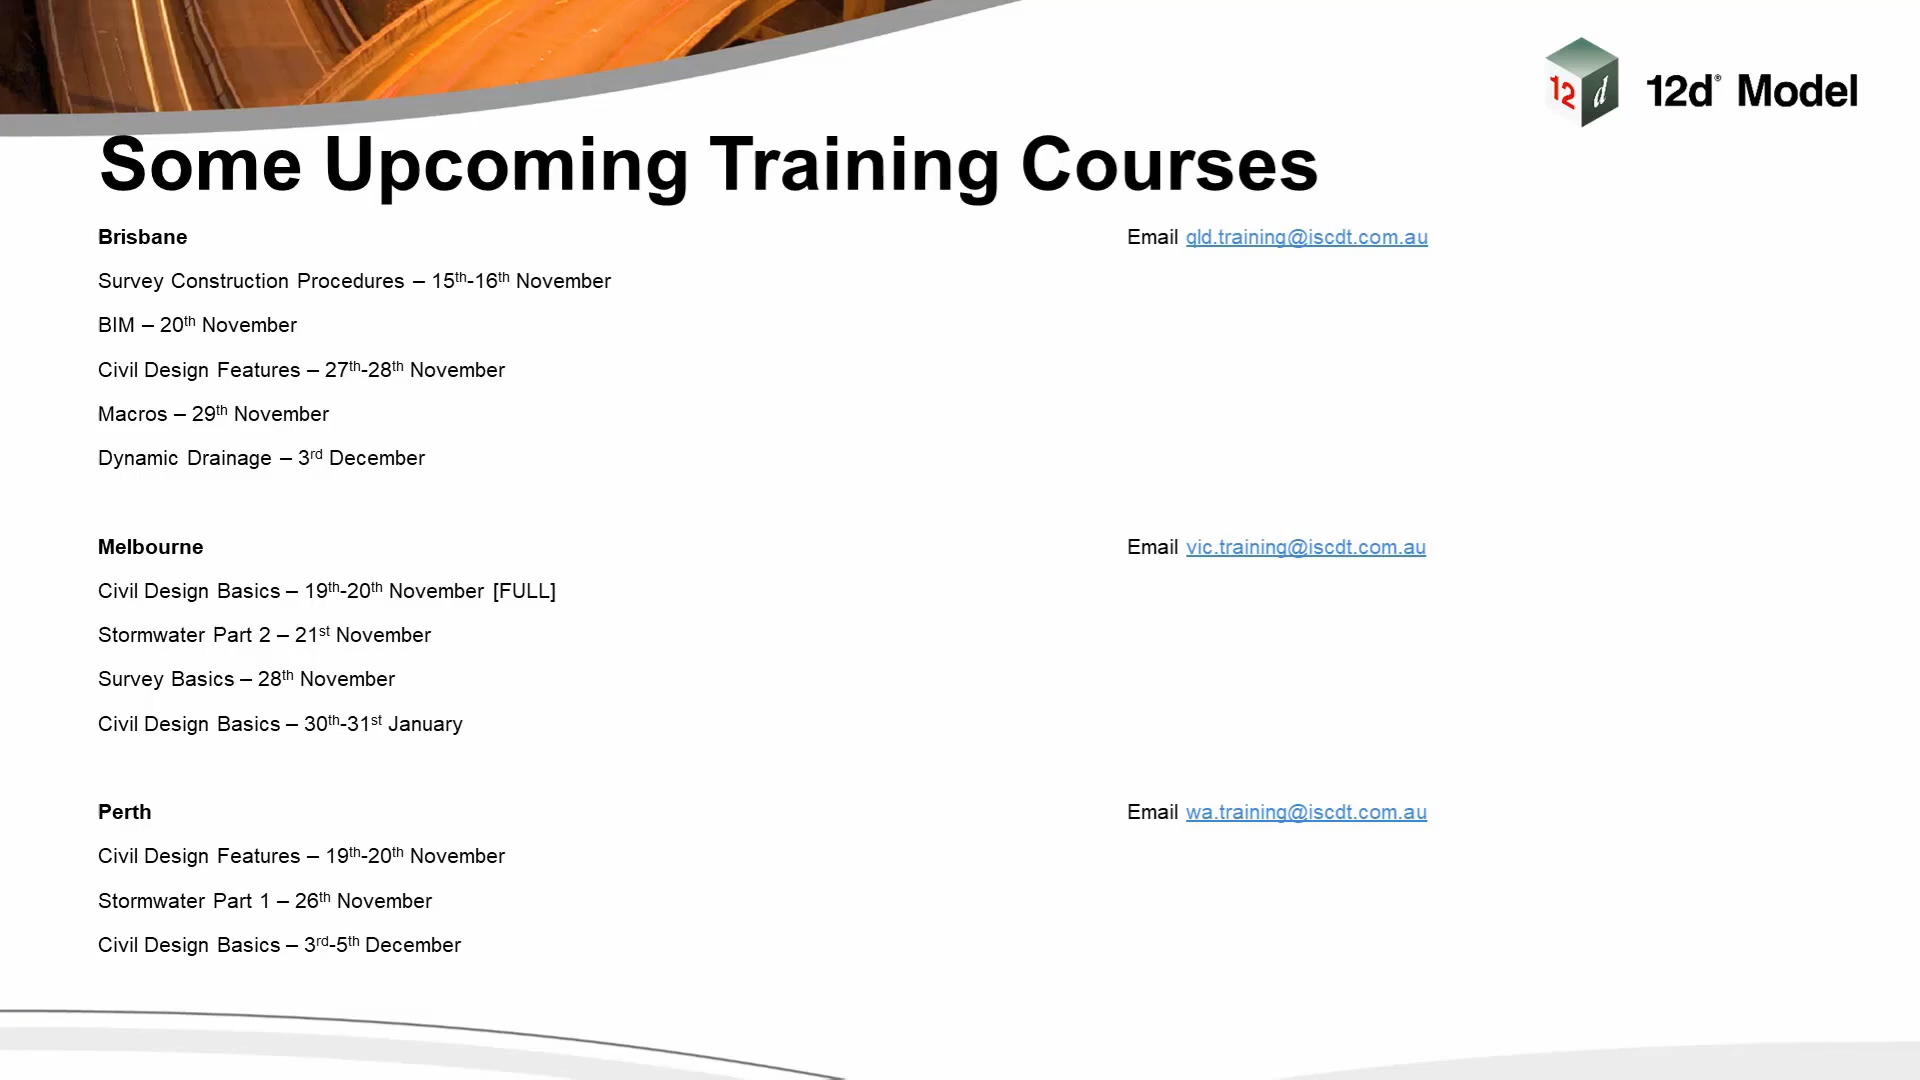 12d 12d® Model
Some Upcoming Training Courses
Brisbane Email qld.training@iscdt.com.au
Survey Construction Procedures – 15th-16th November
BIM – 20th November
Civil Design Features – 27th-28th November
Macros – 29th November
Dynamic Drainage – 3rd December
Melbourne Email vic.training@iscdt.com.au
Civil Design Basics – 19th-20th November [FULL]
Stormwater Part 2 – 21st November
Survey Basics – 28th November
Civil Design Basics – 30th-31st January
Perth Email wa.training@iscdt.com.au
Civil Design Features – 19th-20th November
Stormwater Part 1 – 26th November
Civil Design Basics – 3rd-5th December